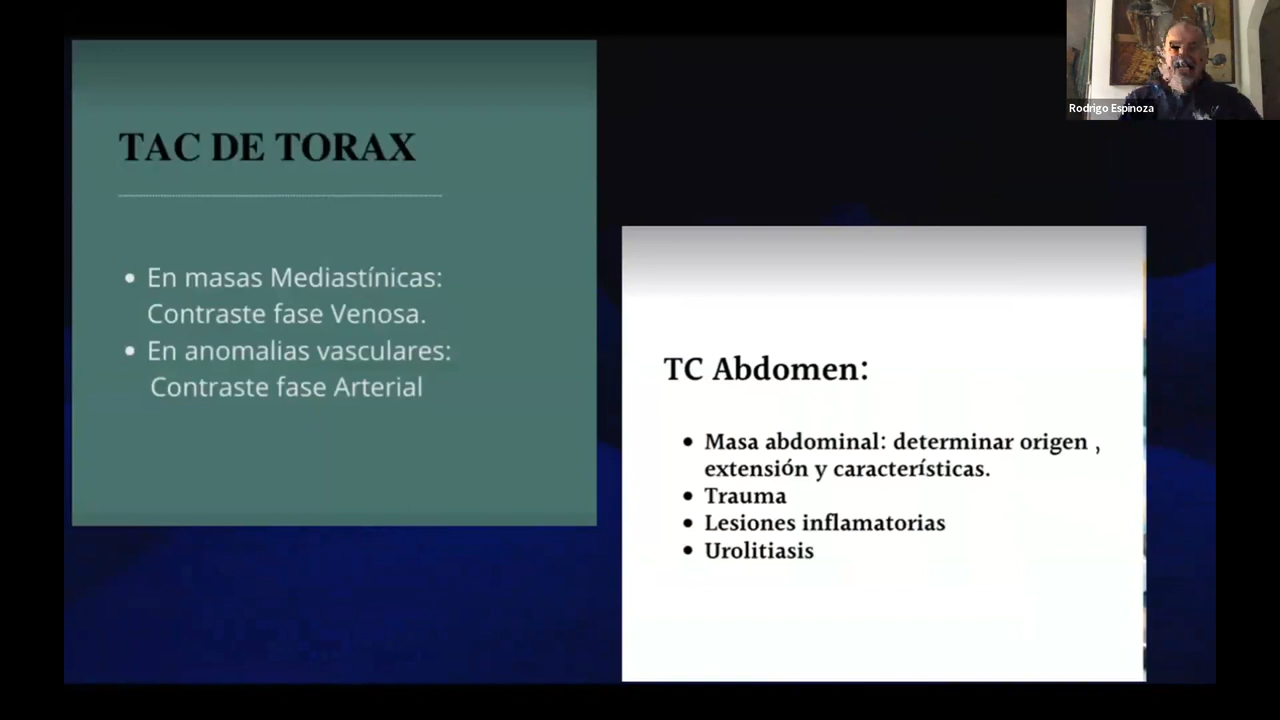 Rodrigo Espinoza
TAC DE TORAX
• En masas Mediastínicas:
Contraste fase Venosa.
• En anomalias vasculares:
Contraste fase Arterial
TC Abdomen:
• Masa abdominal: determinar origen ,
extensión y características.
• Trauma
• Lesiones inflamatorias
• Urolitiasis